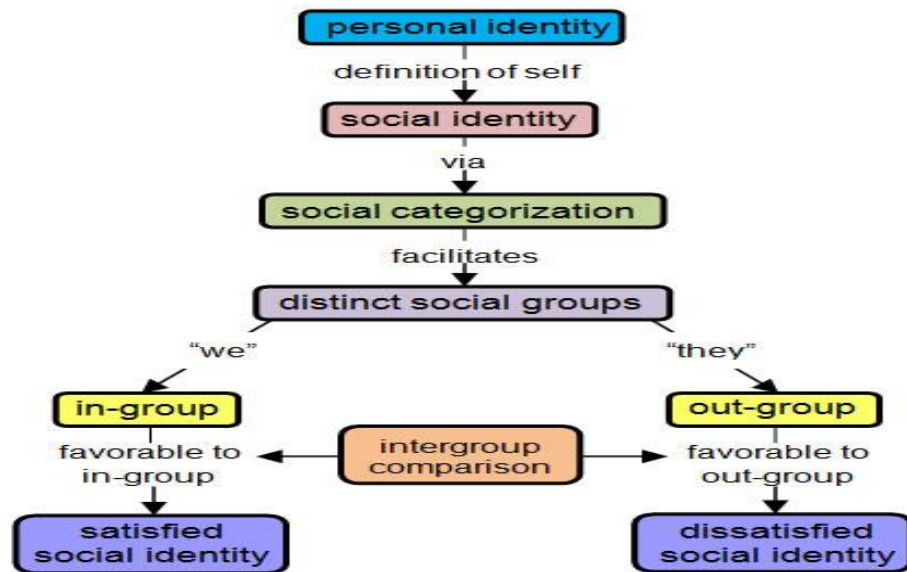 personal identity
definition of self
social identity
via
social categorization
facilitates
distinct social groups
“we”
“they”
in-group
out-group
favorable to
in-group
intergroup
comparison
favorable to
out-group
satisfied
social identity
dissatisfied
social identity